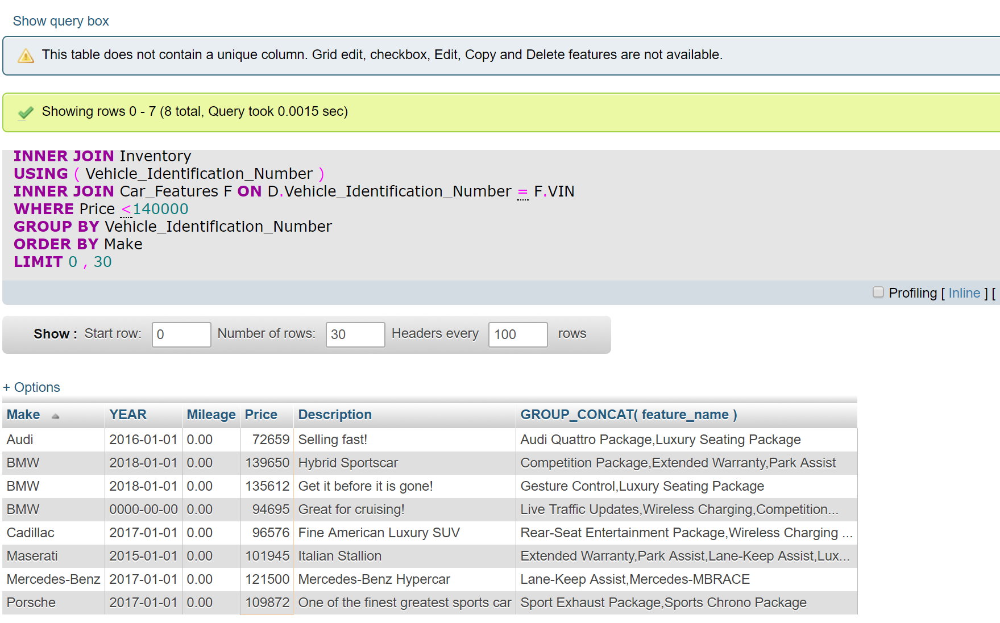 Show query box
This table does not contain a unique column. Grid edit, checkbox, Edit, Copy and Delete features are not available.
Showing rows 0 - 7 (8 total, Query took 0.0015 sec)
INNER JOIN Inventory
USING ( Vehicle_Identification_Number )
INNER JOIN Car_Features F ON D.Vehicle_Identification_Number = F.VIN
WHERE Price <140000
GROUP BY Vehicle_Identification_Number
ORDER BY Make
LIMIT 0 , 30
Profiling [ Inline ] [
Show : Start row: 0 Number of rows: 30 Headers every 100 rows
+ Options
Make YEAR Mileage Price Description GROUP_CONCAT( feature_name )
Audi 2016-01-01 0.00 72659 Selling fast! Audi Quattro Package,Luxury Seating Package
BMW 2018-01-01 0.00 139650 Hybrid Sportscar Competition Package,Extended Warranty,Park Assist
BMW 2018-01-01 0.00 135612 Get it before it is gone! Gesture Control,Luxury Seating Package
BMW 0000-00-00 0.00 94695 Great for cruising! Live Traffic Updates,Wireless Charging,Competition...
Cadillac 2017-01-01 0.00 96576 Fine American Luxury SUV Rear-Seat Entertainment Package,Wireless Charging ...
Maserati 2015-01-01 0.00 101945 Italian Stallion Extended Warranty,Park Assist,Lane-Keep Assist,Lux...
Mercedes-Benz 2017-01-01 0.00 121500 Mercedes-Benz Hypercar Lane-Keep Assist,Mercedes-MBRACE
Porsche 2017-01-01 0.00 109872 One of the finest greatest sports car Sport Exhaust Package,Sports Chrono Package